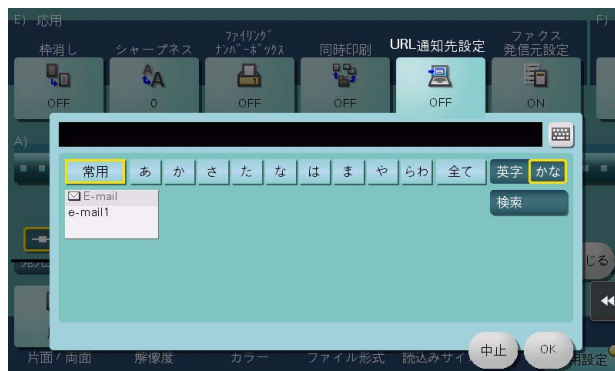 E) 応用
F)
枠消し
シャープネス
ファイリング
ナンバーボックス
同時印刷
URL通知先設定
ファクス
発信元設定
OFF
0
OFF
OFF
OFF
ON
A)
常用 あ か さ た な は ま や らわ 全て 英字 かな
E-mail
e-mail1
検索
じる
中止 OK
片面/両面
解像度
カラー
ファイル形式
読込みサイ
用設定